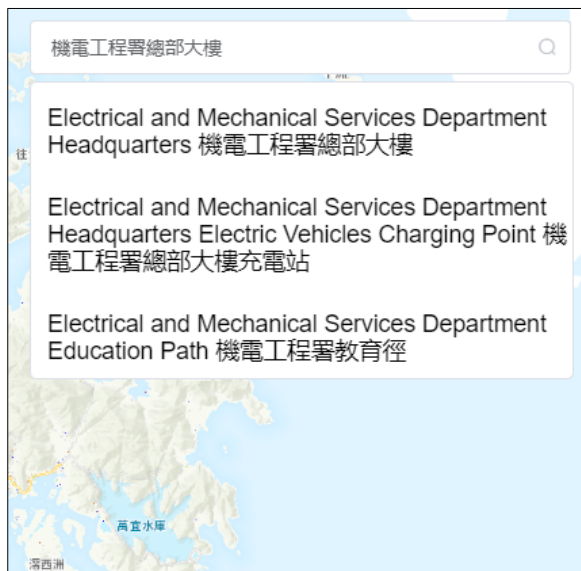 機電工程署總部大樓
往
Electrical and Mechanical Services Department
Headquarters 機電工程署總部大樓
Electrical and Mechanical Services Department
Headquarters Electric Vehicles Charging Point 機
電工程署總部大樓充電站
Electrical and Mechanical Services Department
Education Path 機電工程署教育徑
萬宜水庫
滘西洲